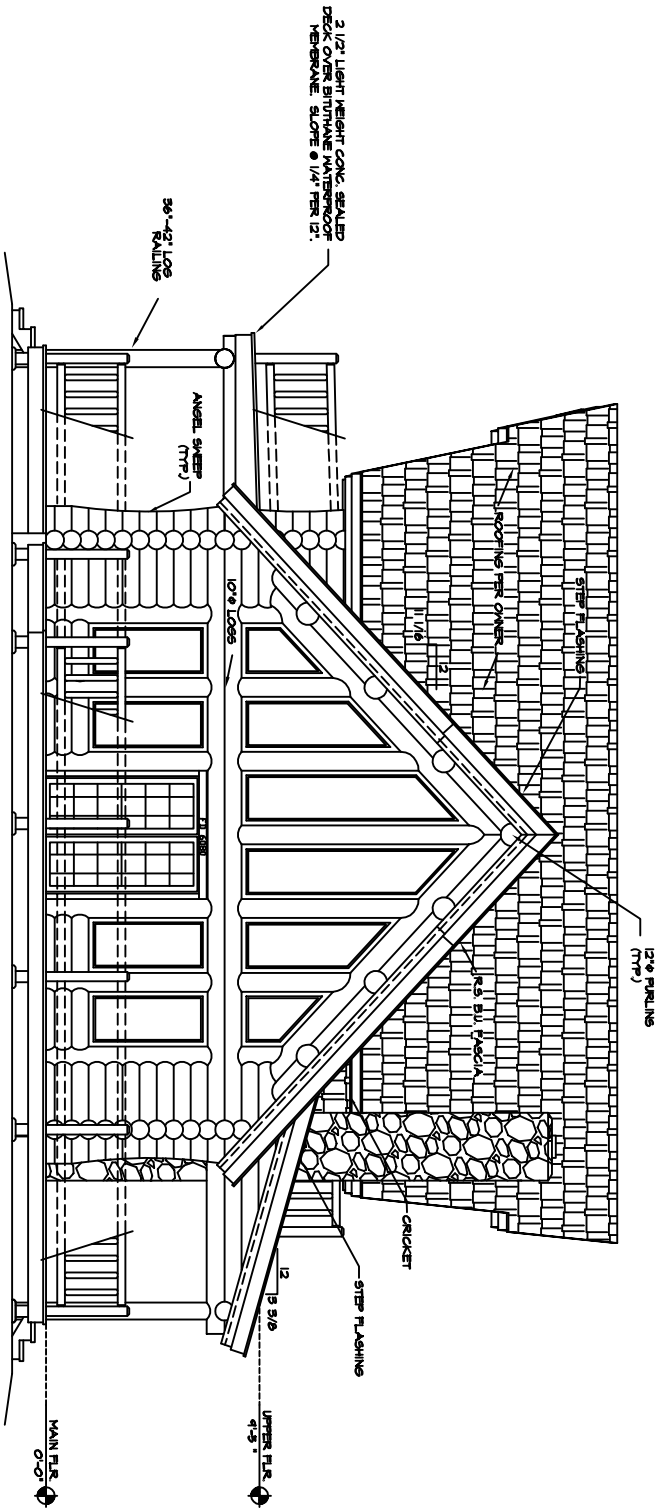 2 1/2" LIGHT WEIGHT CONC. SEALED
DECK OVER BITUTHANE WATERPROOF
MEMBRANE. SLOPE @ 1/4" PER 12".
36"-42" LOG
RAILING
ANGEL SWEEP
(TYP)
10"ϕ LOGS
ROOFING PER OWNER
STEP FLASHING
12
11 1/16
F.D. 6080
12"ϕ PURLINS
(TYP.)
R.S. B.U. FASCIA
CRICKET
STEP FLASHING
12
3 3/8
UPPER FLR.
9'-5"
MAIN FLR.
0'-0"